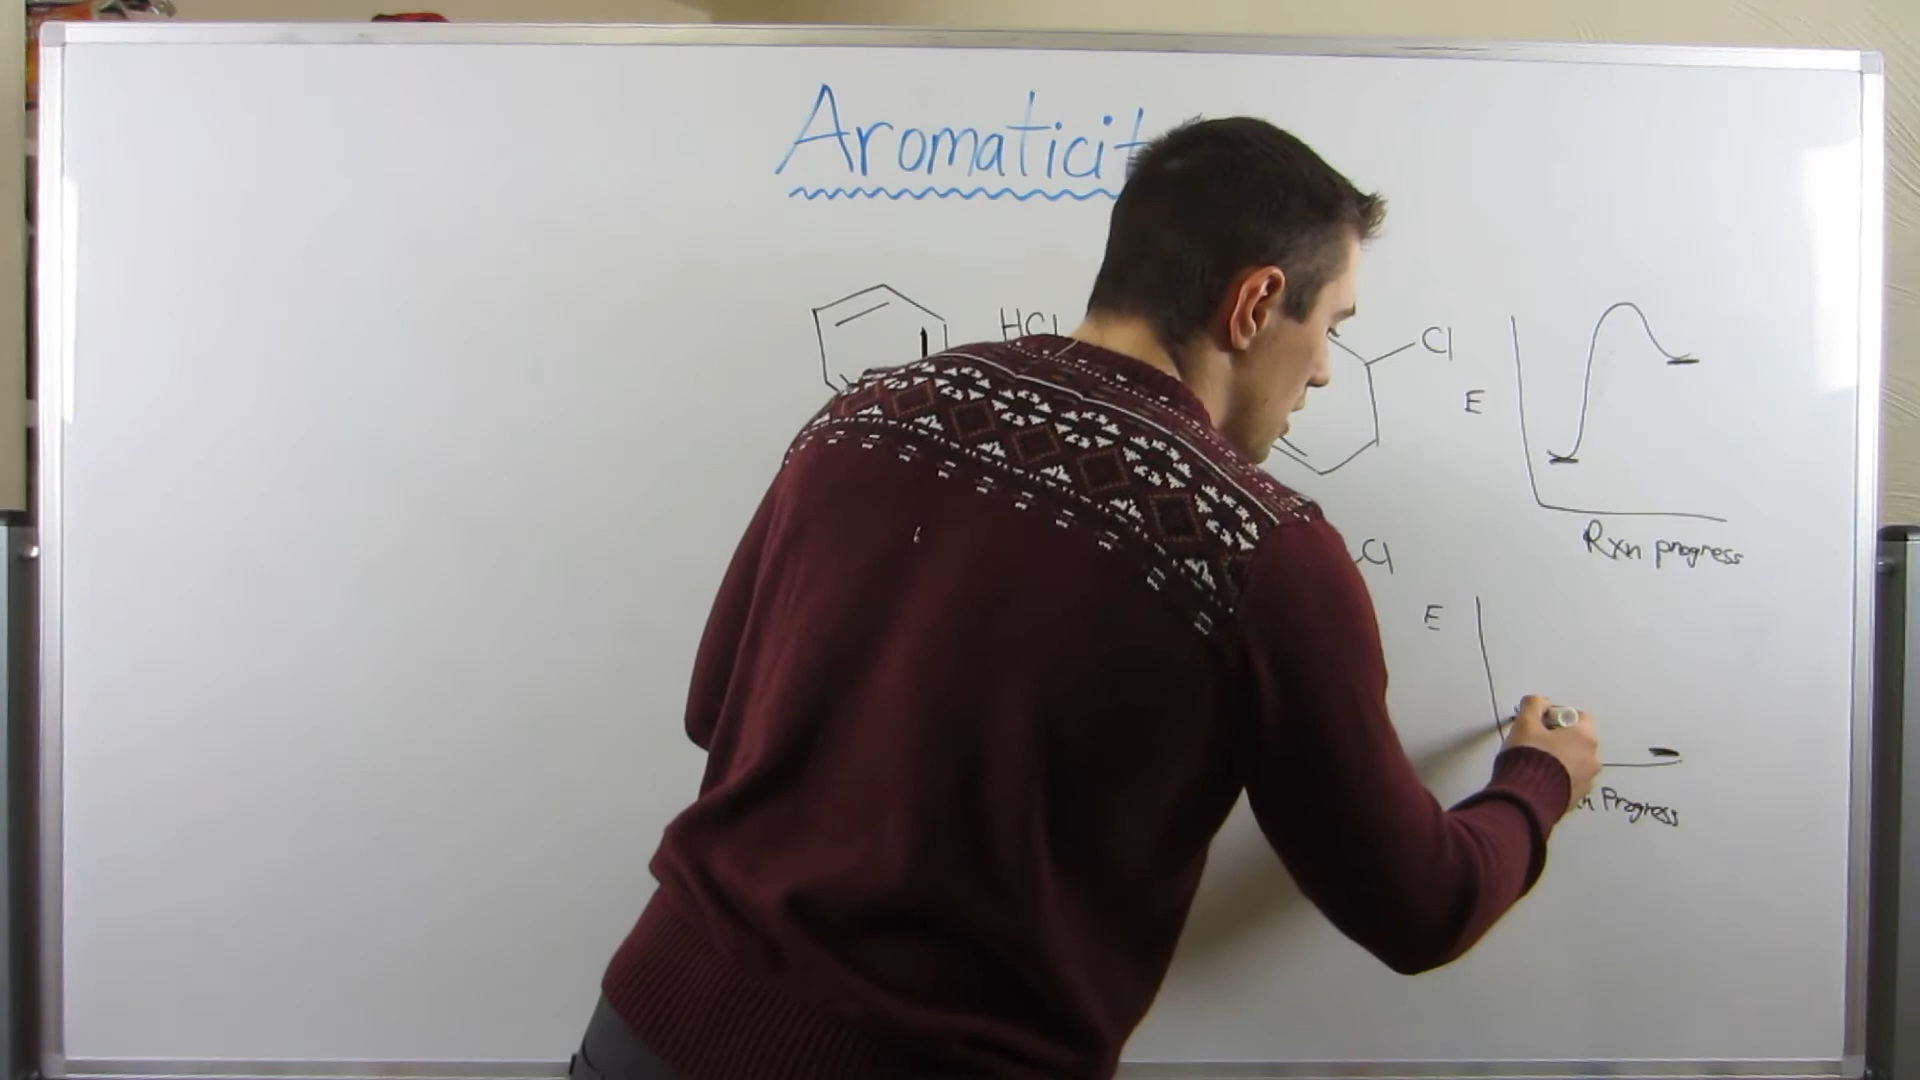 Aromaticit
HCl
Cl
E
Rxn progress
Cl
E
Progress